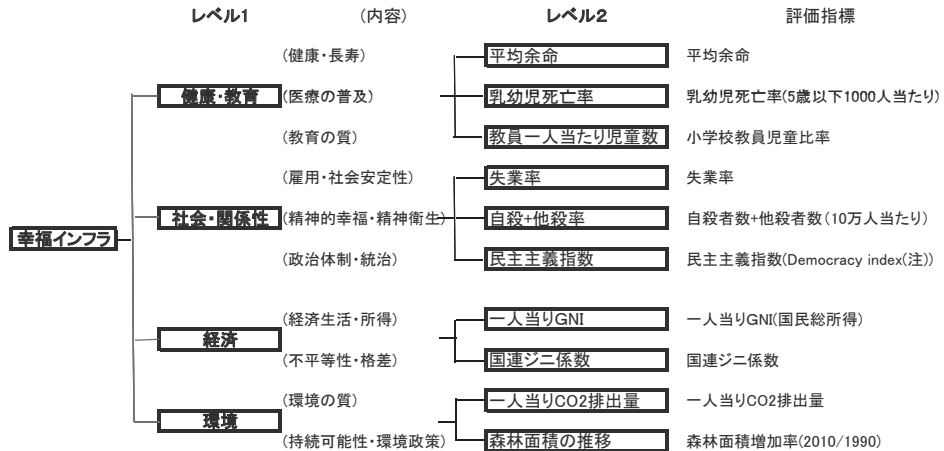 レベル1 (内容) レベル2 評価指標
(健康・長寿) 平均余命 平均余命
健康・教育 (医療の普及) 乳幼児死亡率 乳幼児死亡率(5歳以下1000人当たり)
(教育の質) 教員一人当たり児童数 小学校教員児童比率
(雇用・社会安定性) 失業率 失業率
社会・関係性 (精神的幸福・精神衛生) 自殺+他殺率 自殺者数+他殺者数(10万人当たり)
幸福インフラ
(政治体制・統治) 民主主義指数 民主主義指数(Democracy index(注))
(経済生活・所得) 一人当りGNI 一人当りGNI(国民総所得)
経済
(不平等性・格差) 国連ジニ係数 国連ジニ係数
(環境の質) 一人当りCO2排出量 一人当りCO2排出量
環境
(持続可能性・環境政策) 森林面積の推移 森林面積増加率(2010/1990)